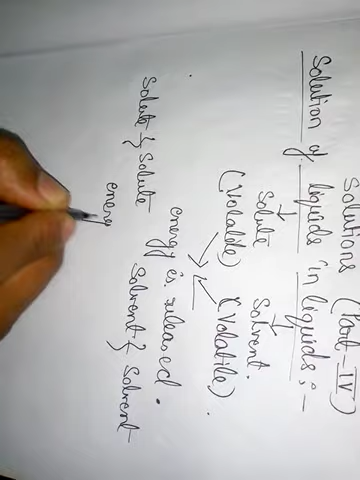 Solutions (Part-IV)
Solution of liquids in liquids :-
Solute Solvent.
(Volatile) (Volatile).
energy is released.
Solute & Solute Solvent & Solvent
energ